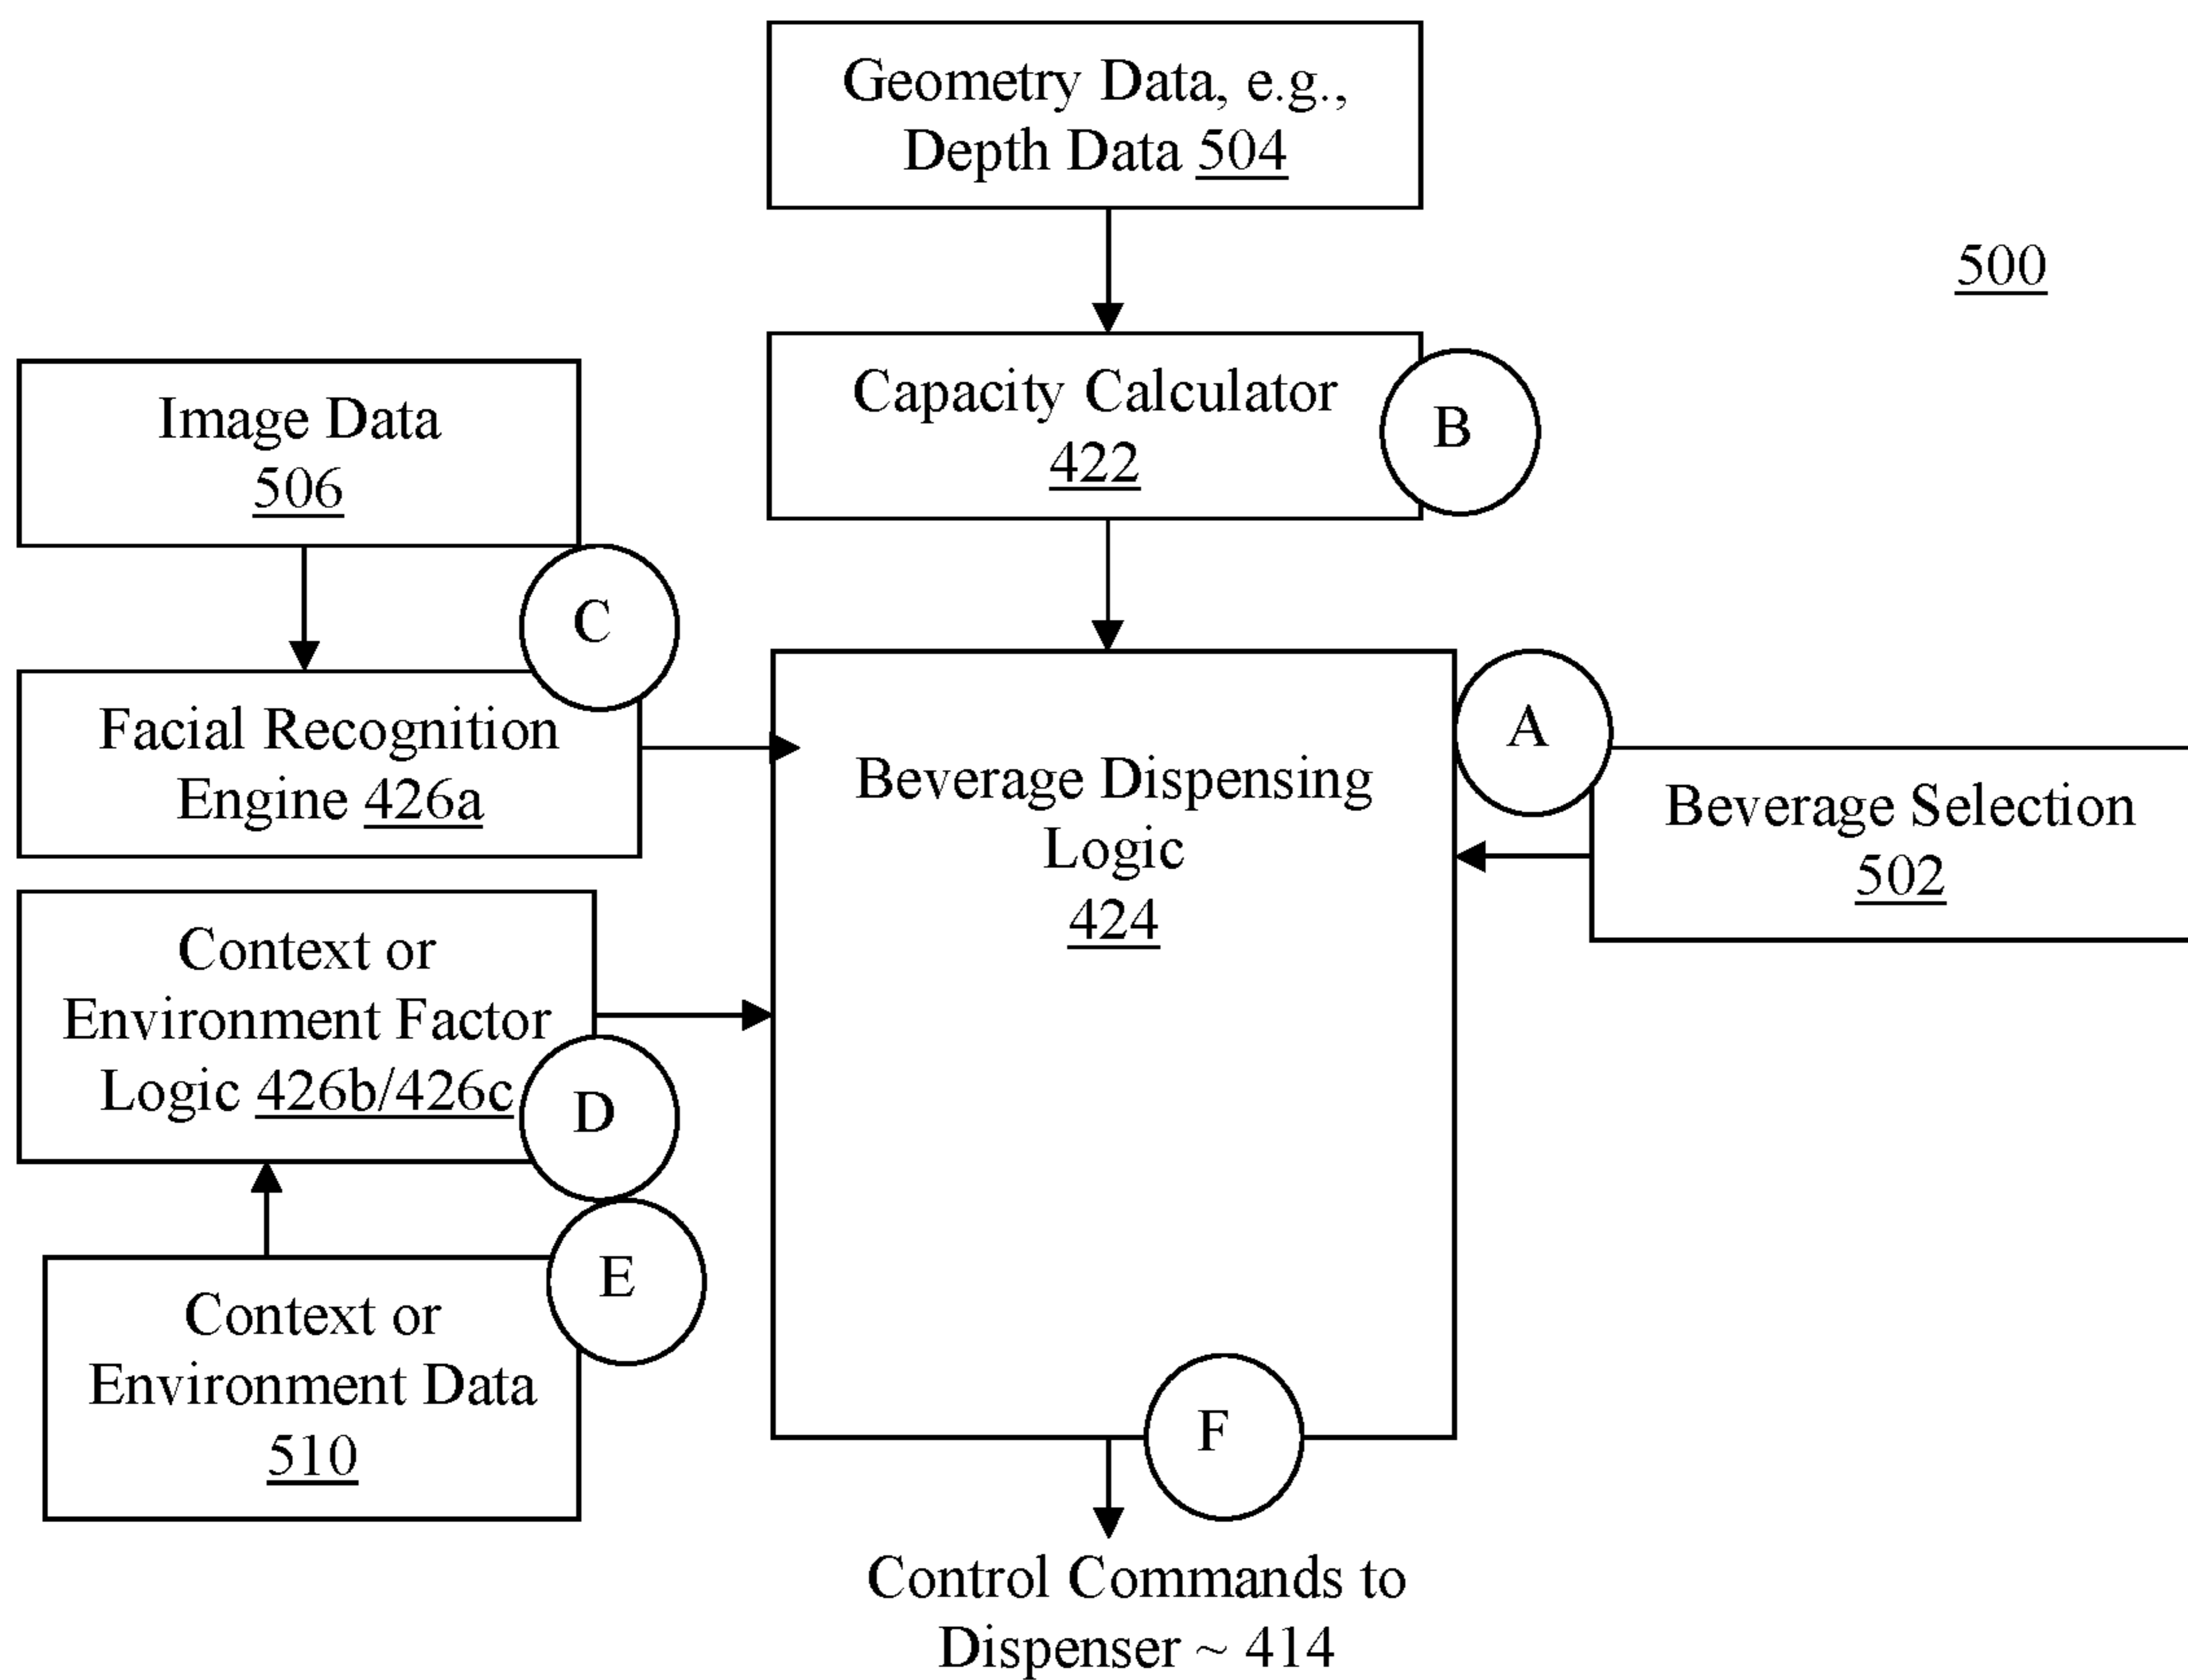 Geometry Data, e.g.,
Depth Data 504
500
Capacity Calculator
422
B
Image Data
506
C
Facial Recognition
Engine 426a
Beverage Dispensing
Logic
424
A
Beverage Selection
502
Context or
Environment Factor
Logic 426b/426c
D
E
Context or
Environment Data
510
F
Control Commands to
Dispenser ~ 414